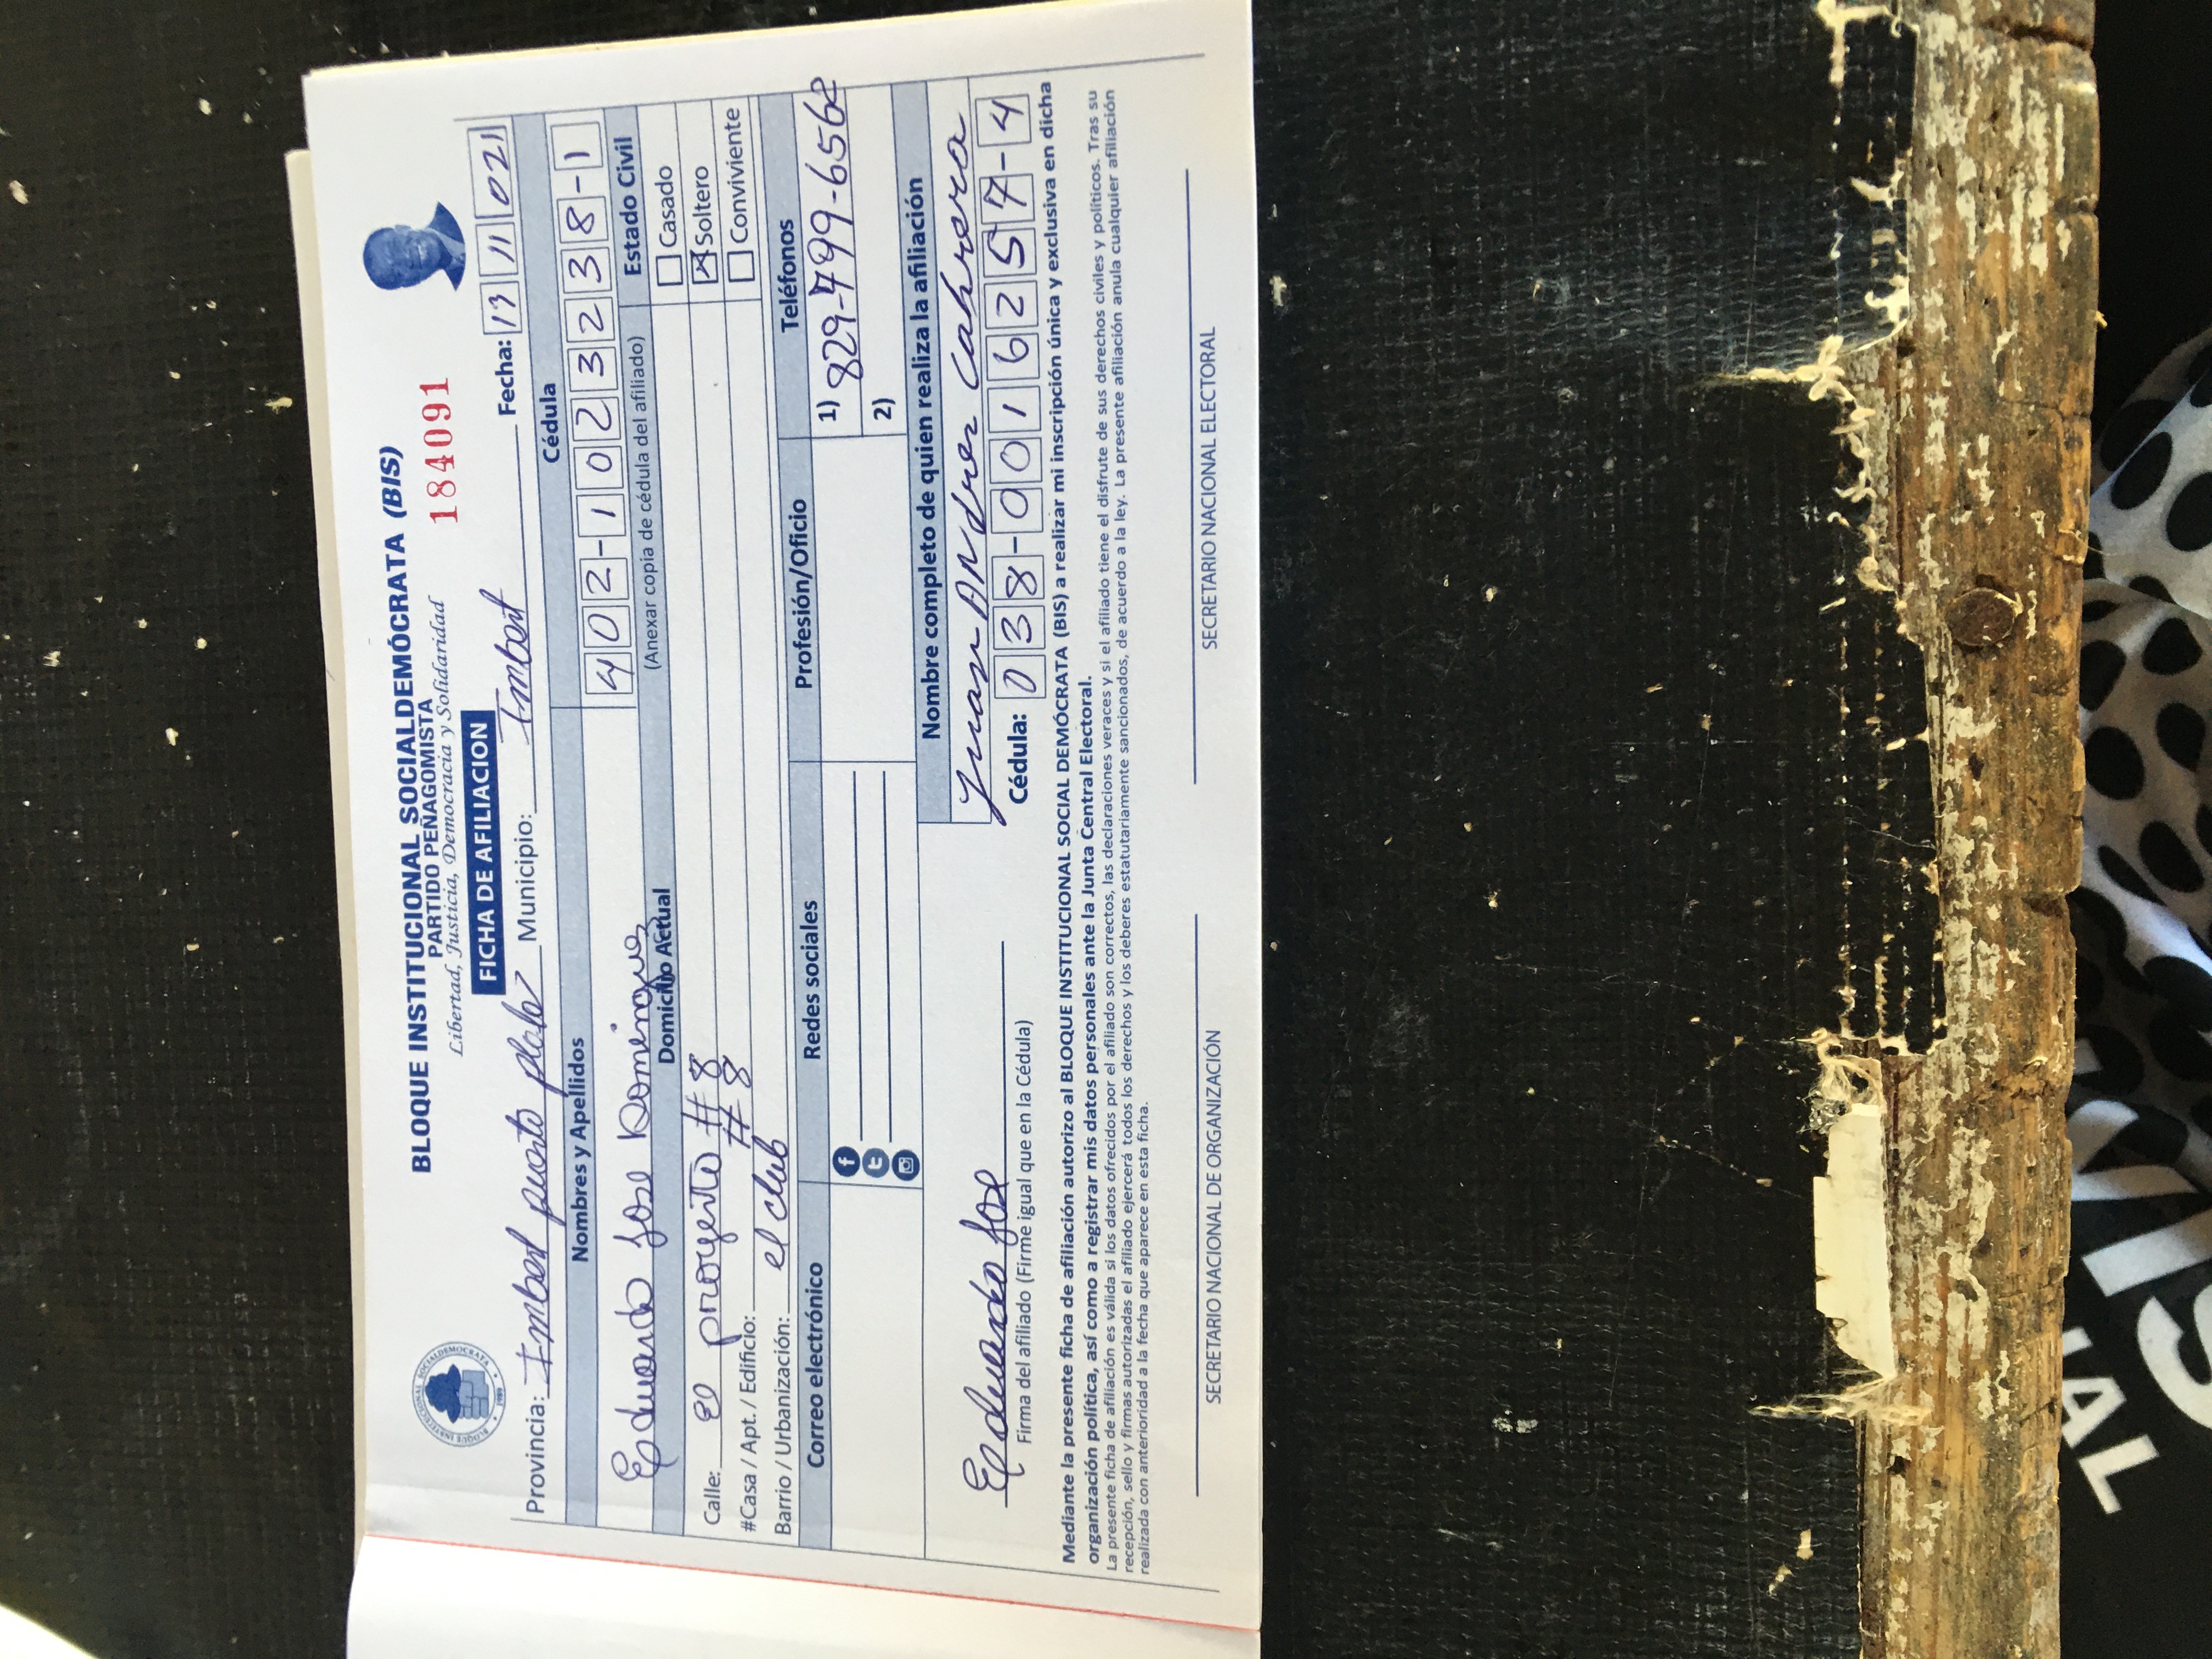 BLOQUE INSTITUCIONAL SOCIALDEMÓCRATA (BIS)
PARTIDO PEÑAGOMISTA
Libertad, Justicia, Democracia y Solidaridad
184091
FICHA DE AFILIACION
Fecha: 13 11 021
Provincia: Imbert puerto plata Municipio: Imbert
Nombres y Apellidos Cédula
Eduardo Jose Dominguez 402-1023238-1
(Anexar copia de cédula del afiliado)
Domicilio Actual Estado Civil
Calle: El proyecto # 8 Casado
#Casa / Apt. / Edificio: # 8 Soltero
Barrio / Urbanización: el club Conviviente
Correo electrónico Redes sociales Profesión/Oficio Teléfonos
1) 829-499-6562
2)
Nombre completo de quien realiza la afiliación
Juan Andres Cabrera
Eduardo Jose Cédula: 038-0016257-4
Firma del afiliado (Firme igual que en la Cédula)
Mediante la presente ficha de afiliación autorizo al BLOQUE INSTITUCIONAL SOCIAL DEMÓCRATA (BIS) a realizar mi inscripción única y exclusiva en dicha
organización política, así como a registrar mis datos personales ante la Junta Central Electoral.
La presente ficha de afiliación es válida si los datos ofrecidos por el afiliado son correctos, las declaraciones veraces y si el afiliado tiene el disfrute de sus derechos civiles y políticos. Tras su
recepción, sello y firmas autorizadas el afiliado ejercerá todos los derechos y los deberes estatutariamente sancionados, de acuerdo a la ley. La presente afiliación anula cualquier afiliación
realizada con anterioridad a la fecha que aparece en esta ficha.
SECRETARIO NACIONAL DE ORGANIZACIÓN SECRETARIO NACIONAL ELECTORAL